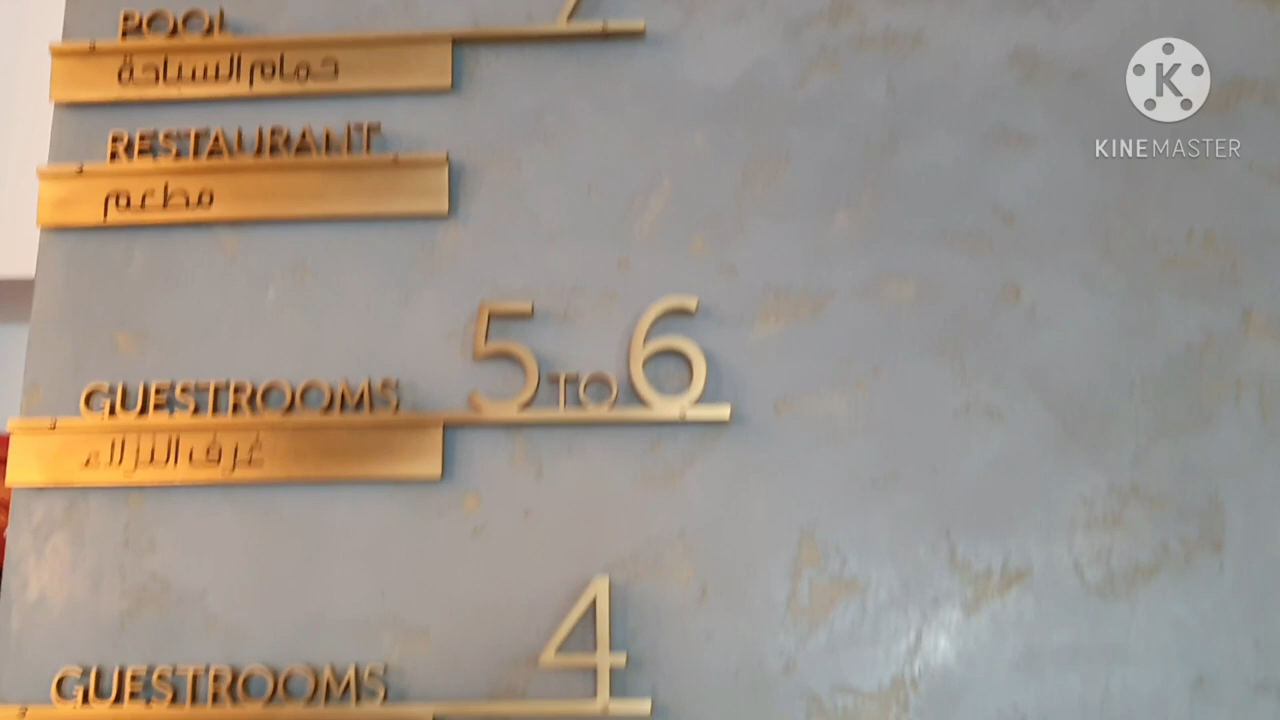 POOL
حمام السباحة
RESTAURANT
مطعم
GUESTROOMS 5 TO 6
غرف النزلاء
GUESTROOMS 4
KINEMASTER